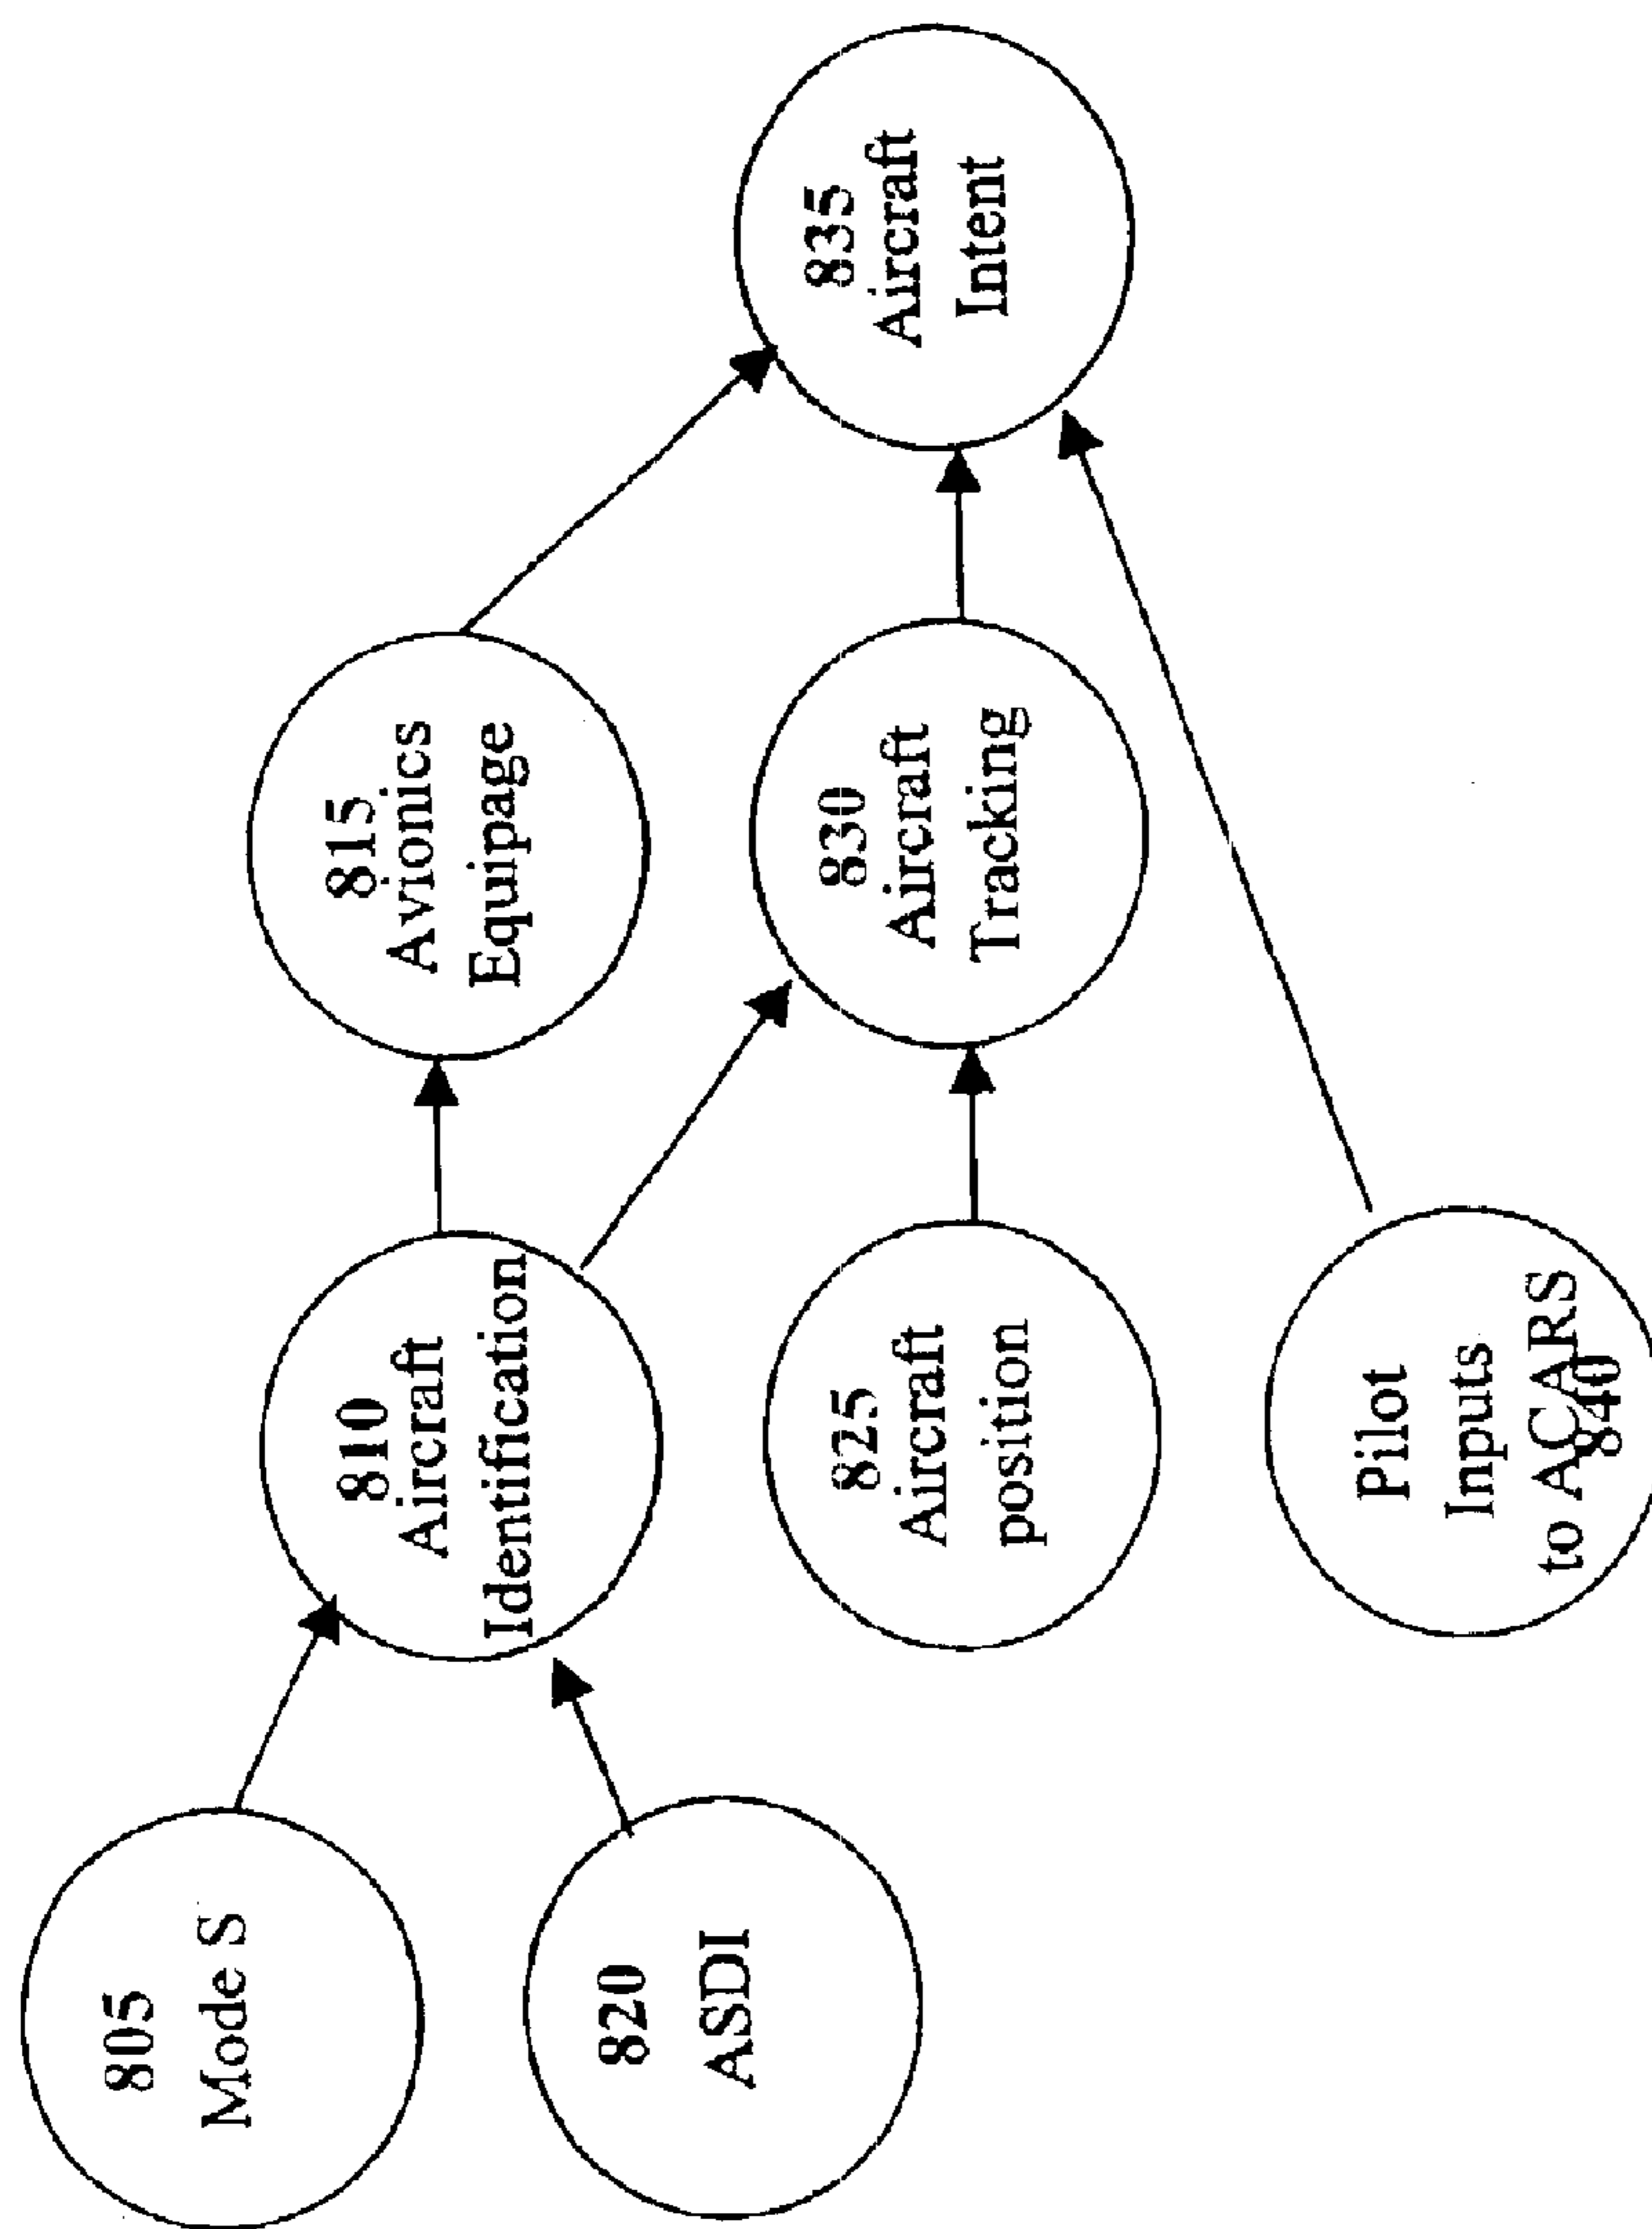 805
Mode S
820
ASDI
810
Aircraft
Identification
825
Aircraft
position
Pilot
Inputs
to ACARS
840
815
Avionics
Equipage
830
Aircraft
Tracking
835
Aircraft
Intent